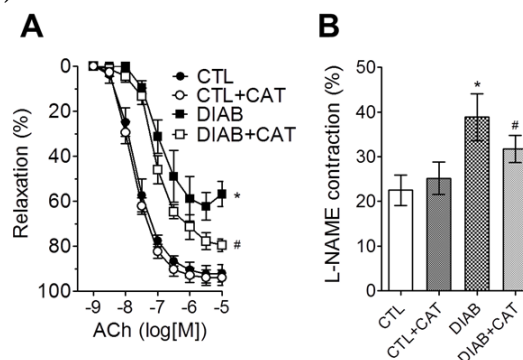 )
A
0
20
40
60
80
100
Relaxation (%)
-9 -8 -7 -6 -5
ACh (log[M])
CTL
CTL+CAT
DIAB
DIAB+CAT
*
#
B
50
40
30
20
10
0
L-NAME contraction (%)
*
#
CTL
CTL+CAT
DIAB
DIAB+CAT